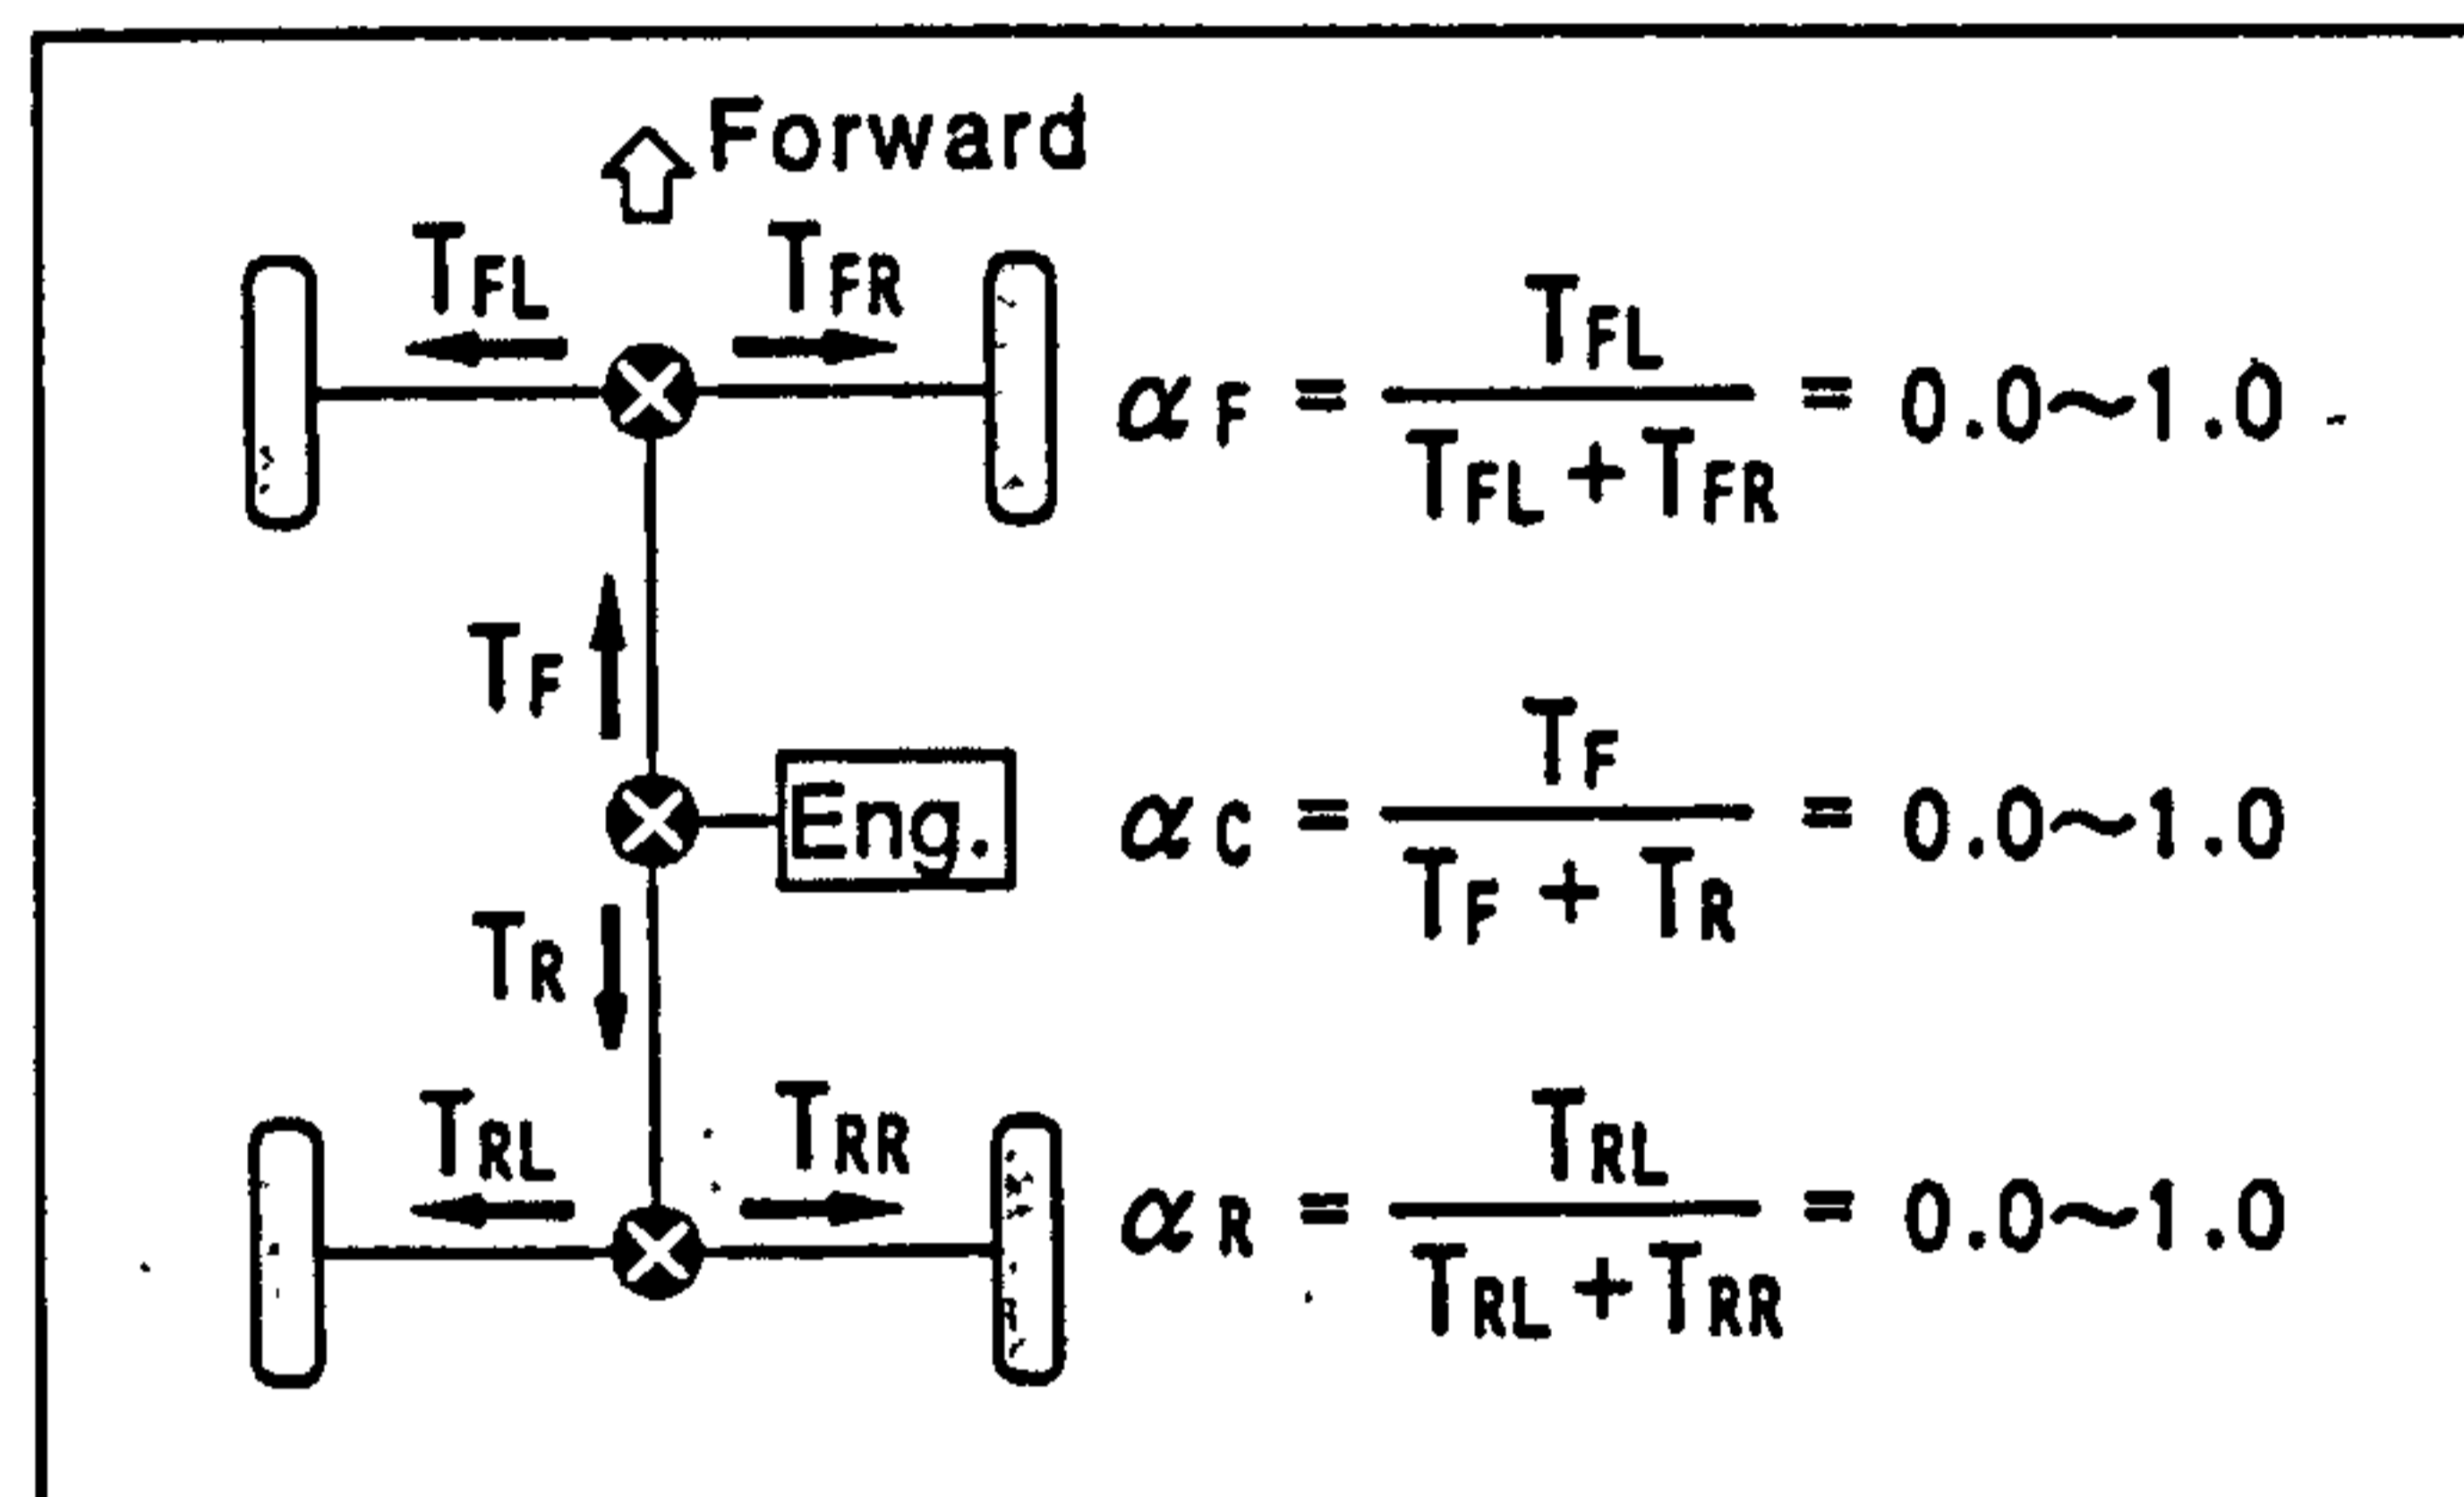 Forward
TFL TFR
αF = TFL / (TFL + TFR) = 0.0~1.0
TF
Eng.
αC = TF / (TF + TR) = 0.0~1.0
TR
TRL TRR
αR = TRL / (TRL + TRR) = 0.0~1.0